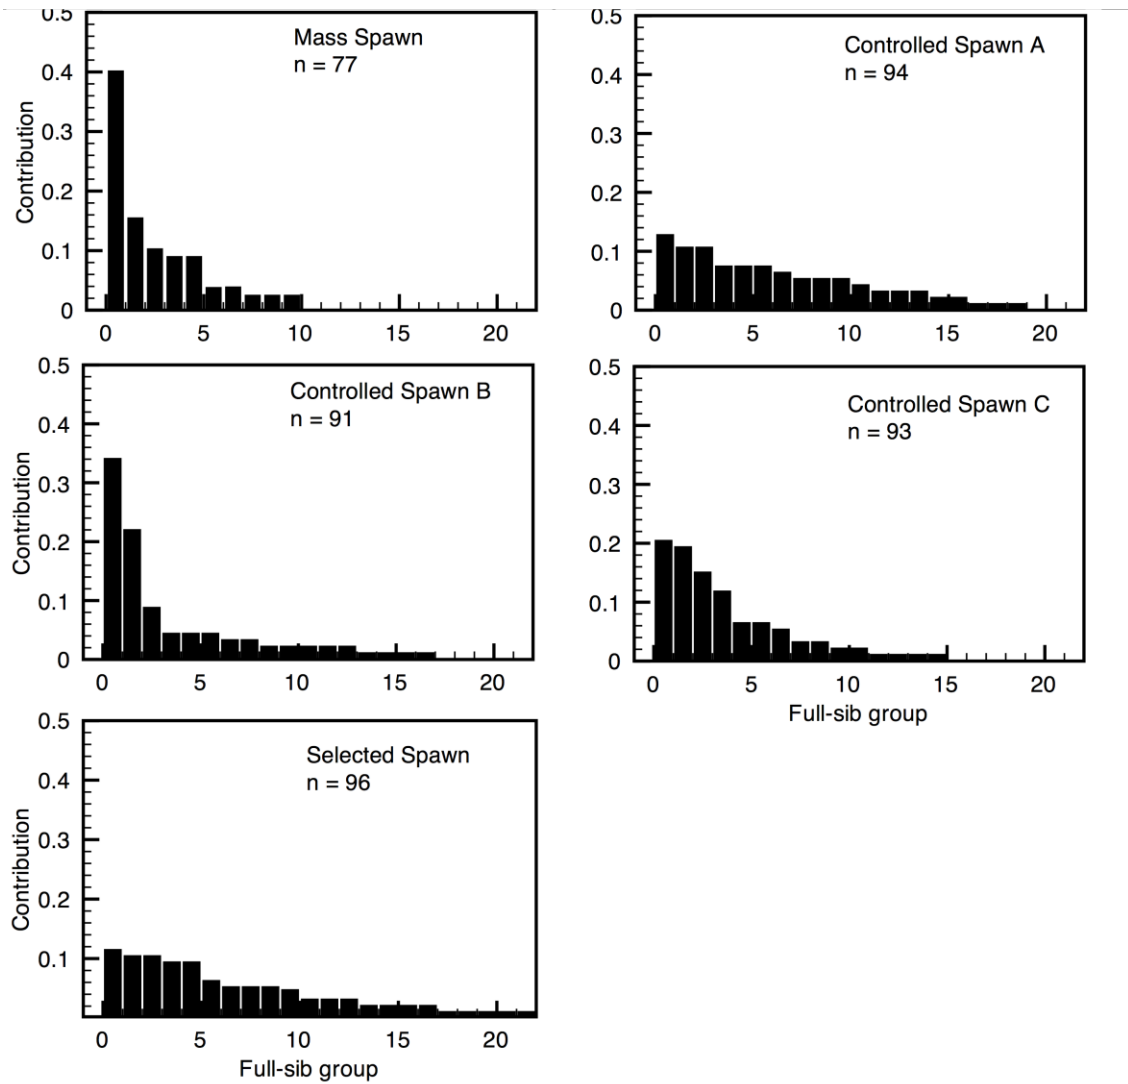 0.5
0.4
0.3
0.2
0.1
0
Contribution
Mass Spawn
n = 77
0 5 10 15 20
0.5
0.4
0.3
0.2
0.1
0
Controlled Spawn A
n = 94
0 5 10 15 20
0.5
0.4
0.3
0.2
0.1
0
Contribution
Controlled Spawn B
n = 91
0 5 10 15 20
0.5
0.4
0.3
0.2
0.1
0
Controlled Spawn C
n = 93
0 5 10 15 20
Full-sib group
0.5
0.4
0.3
0.2
0.1
Contribution
Selected Spawn
n = 96
0 5 10 15 20
Full-sib group